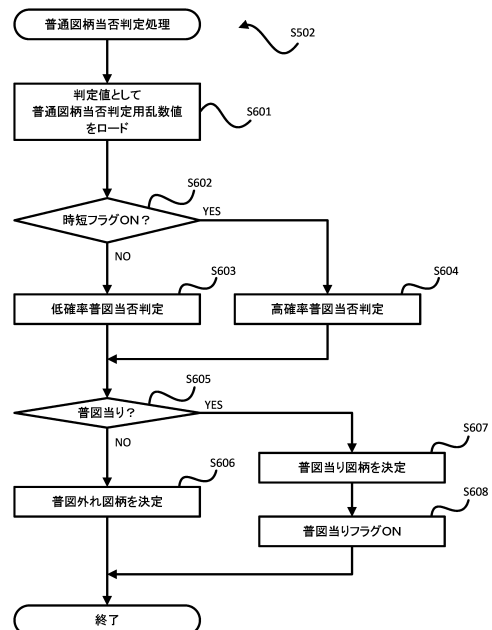 普通図柄当否判定処理
S502
判定値として
普通図柄当否判定用乱数値
をロード
S601
S602
時短フラグON？
YES
NO
S603
低確率普図当否判定
S604
高確率普図当否判定
S605
普図当り？
YES
NO
S606
普図外れ図柄を決定
S607
普図当り図柄を決定
S608
普図当りフラグON
終了